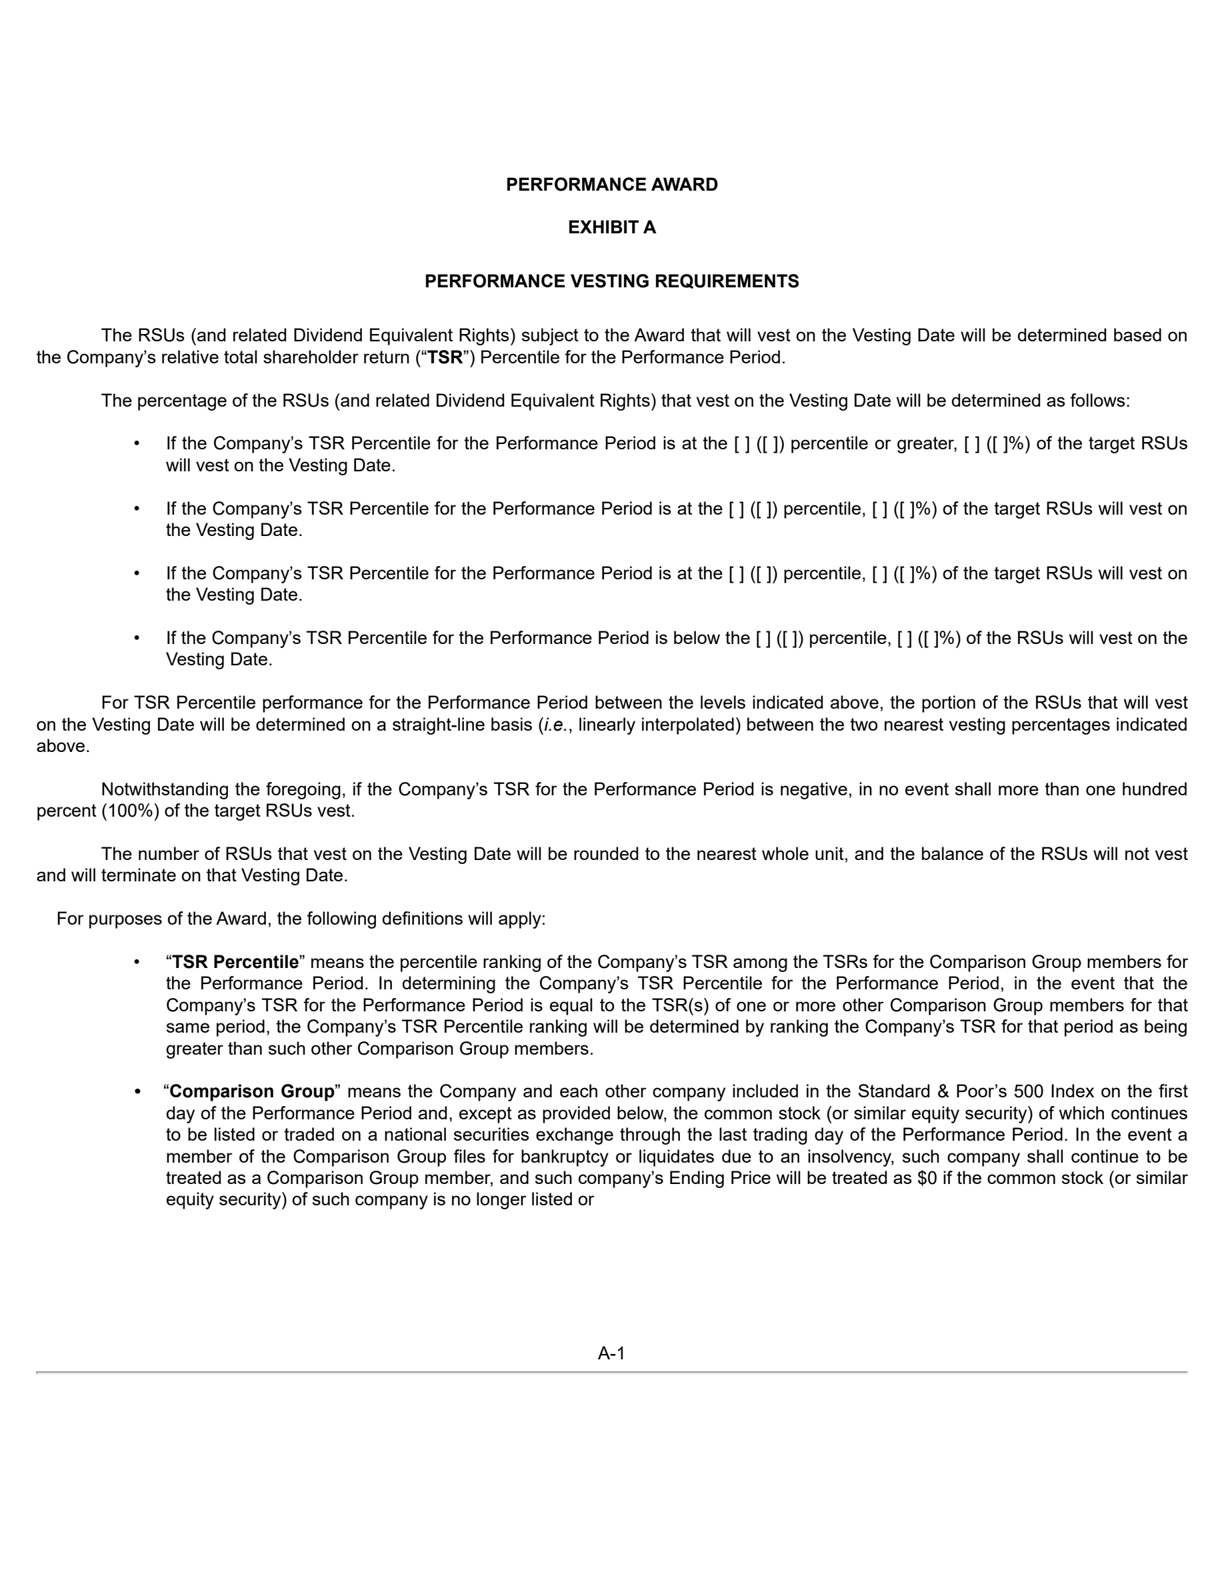 PERFORMANCE AWARD
EXHIBIT A
PERFORMANCE VESTING REQUIREMENTS
The RSUs (and related Dividend Equivalent Rights) subject to the Award that will vest on the Vesting Date will be determined based on
the Company’s relative total shareholder return (“TSR”) Percentile for the Performance Period.
The percentage of the RSUs (and related Dividend Equivalent Rights) that vest on the Vesting Date will be determined as follows:
• If the Company’s TSR Percentile for the Performance Period is at the [ ] ([ ]) percentile or greater, [ ] ([ ]%) of the target RSUs
will vest on the Vesting Date.
• If the Company’s TSR Percentile for the Performance Period is at the [ ] ([ ]) percentile, [ ] ([ ]%) of the target RSUs will vest on
the Vesting Date.
• If the Company’s TSR Percentile for the Performance Period is at the [ ] ([ ]) percentile, [ ] ([ ]%) of the target RSUs will vest on
the Vesting Date.
• If the Company’s TSR Percentile for the Performance Period is below the [ ] ([ ]) percentile, [ ] ([ ]%) of the RSUs will vest on the
Vesting Date.
For TSR Percentile performance for the Performance Period between the levels indicated above, the portion of the RSUs that will vest
on the Vesting Date will be determined on a straight-line basis (i.e., linearly interpolated) between the two nearest vesting percentages indicated
above.
Notwithstanding the foregoing, if the Company’s TSR for the Performance Period is negative, in no event shall more than one hundred
percent (100%) of the target RSUs vest.
The number of RSUs that vest on the Vesting Date will be rounded to the nearest whole unit, and the balance of the RSUs will not vest
and will terminate on that Vesting Date.
For purposes of the Award, the following definitions will apply:
• “TSR Percentile” means the percentile ranking of the Company’s TSR among the TSRs for the Comparison Group members for
the Performance Period. In determining the Company’s TSR Percentile for the Performance Period, in the event that the
Company’s TSR for the Performance Period is equal to the TSR(s) of one or more other Comparison Group members for that
same period, the Company’s TSR Percentile ranking will be determined by ranking the Company’s TSR for that period as being
greater than such other Comparison Group members.
• “Comparison Group” means the Company and each other company included in the Standard & Poor’s 500 Index on the first
day of the Performance Period and, except as provided below, the common stock (or similar equity security) of which continues
to be listed or traded on a national securities exchange through the last trading day of the Performance Period. In the event a
member of the Comparison Group files for bankruptcy or liquidates due to an insolvency, such company shall continue to be
treated as a Comparison Group member, and such company’s Ending Price will be treated as $0 if the common stock (or similar
equity security) of such company is no longer listed or
A-1